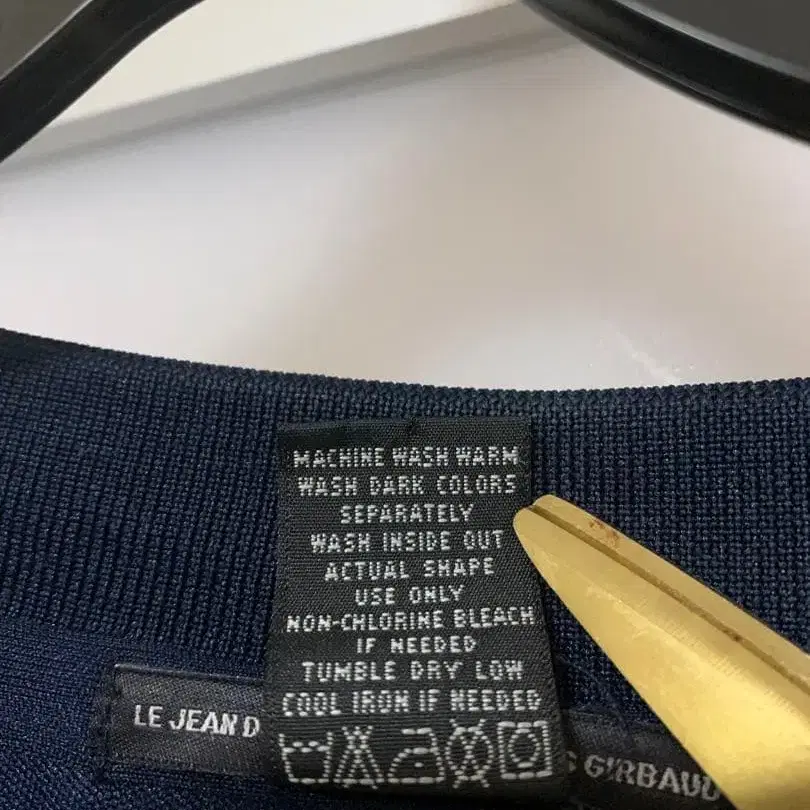 MACHINE WASH WARM
WASH DARK COLORS
SEPARATELY
WASH INSIDE OUT
ACTUAL SHAPE
USE ONLY
NON-CHLORINE BLEACH
IF NEEDED
TUMBLE DRY LOW
COOL IRON IF NEEDED
LE JEAN D
S GIRBAUD